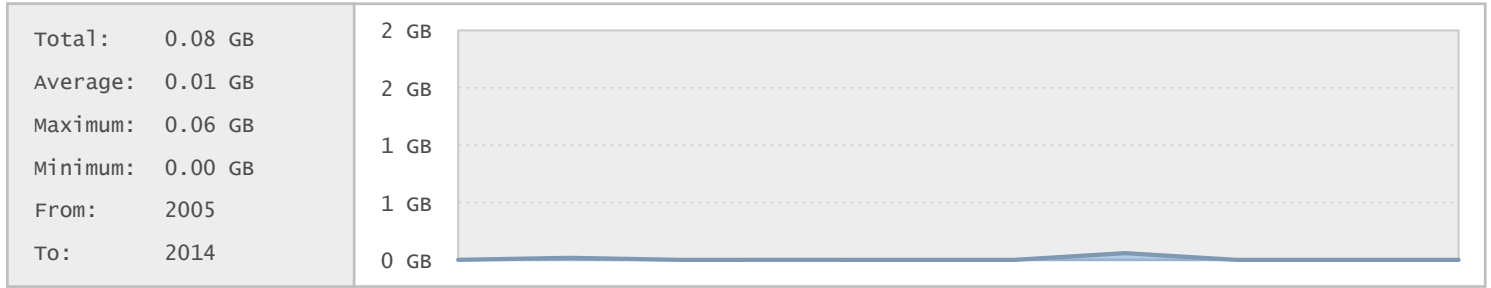 Total: 0.08 GB
Average: 0.01 GB
Maximum: 0.06 GB
Minimum: 0.00 GB
From: 2005
To: 2014
2 GB
2 GB
1 GB
1 GB
0 GB